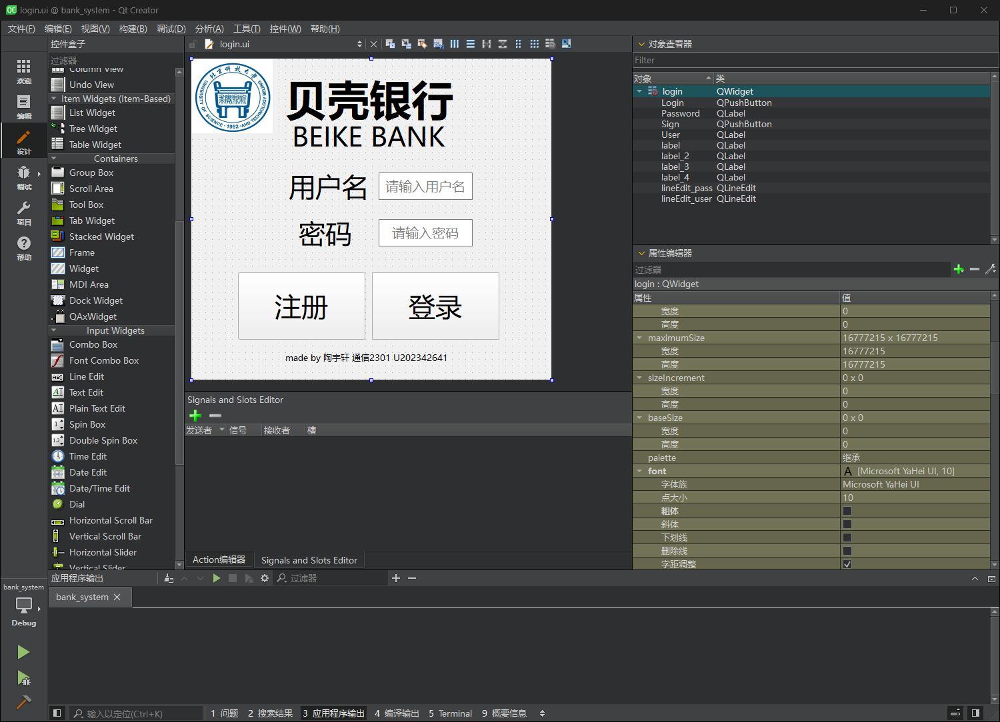 login.ui @ bank_system - Qt Creator
文件(F) 编辑(E) 视图(V) 构建(B) 调试(D) 分析(A) 工具(T) 控件(W) 帮助(H)
欢迎
编辑
设计
调试
项目
帮助
控件盒子
过滤器
Column View
Undo View
Item Widgets (Item-Based)
List Widget
Tree Widget
Table Widget
Containers
Group Box
Scroll Area
Tool Box
Tab Widget
Stacked Widget
Frame
Widget
MDI Area
Dock Widget
QAxWidget
Input Widgets
Combo Box
Font Combo Box
Line Edit
Text Edit
Plain Text Edit
Spin Box
Double Spin Box
Time Edit
Date Edit
Date/Time Edit
Dial
Horizontal Scroll Bar
Vertical Scroll Bar
Horizontal Slider
Vertical Slider
login.ui
北京科技大学
UNIVERSITY OF SCIENCE AND TECHNOLOGY BEIJING
·1952·
贝壳银行
BEIKE BANK
用户名 请输入用户名
密码 请输入密码
注册 登录
made by 陶宇轩 通信2301 U202342641
Signals and Slots Editor
发送者 信号 接收者 槽
Action编辑器 Signals and Slots Editor
对象查看器
Filter
对象 类
login QWidget
Login QPushButton
Password QLabel
Sign QPushButton
User QLabel
label QLabel
label_2 QLabel
label_3 QLabel
label_4 QLabel
lineEdit_pass QLineEdit
lineEdit_user QLineEdit
属性编辑器
过滤器
login : QWidget
属性 值
宽度 0
高度 0
maximumSize 16777215 x 16777215
宽度 16777215
高度 16777215
sizeIncrement 0 x 0
宽度 0
高度 0
baseSize 0 x 0
宽度 0
高度 0
palette 继承
font A [Microsoft YaHei UI, 10]
字体族 Microsoft YaHei UI
点大小 10
粗体
斜体
下划线
删除线
字距调整
应用程序输出 过滤器
bank_system
bank_system
Debug
输入以定位(Ctrl+K) 1 问题 2 搜索结果 3 应用程序输出 4 编译输出 5 Terminal 9 概要信息